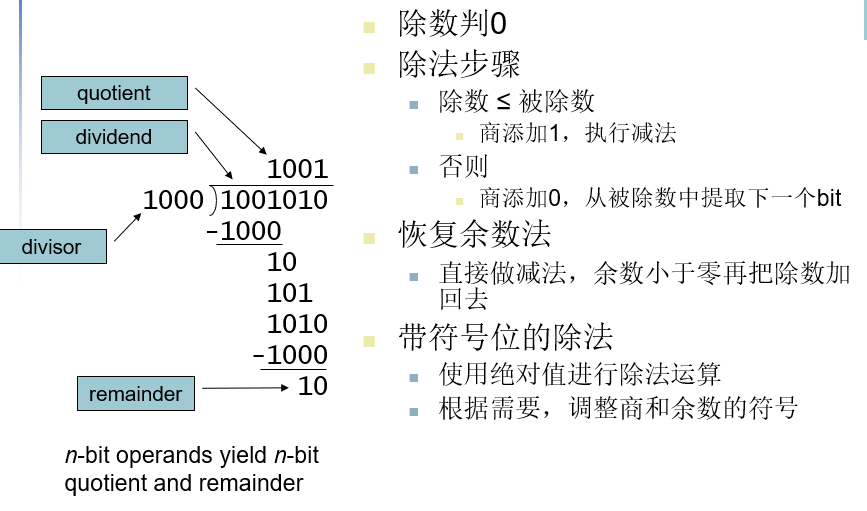 quotient
dividend
divisor
1001
1000 1001010
-1000
10
101
1010
-1000
10
remainder
n-bit operands yield n-bit
quotient and remainder
除数判0
除法步骤
除数 ≤ 被除数
商添加1，执行减法
否则
商添加0，从被除数中提取下一个bit
恢复余数法
直接做减法，余数小于零再把除数加
回去
带符号位的除法
使用绝对值进行除法运算
根据需要，调整商和余数的符号